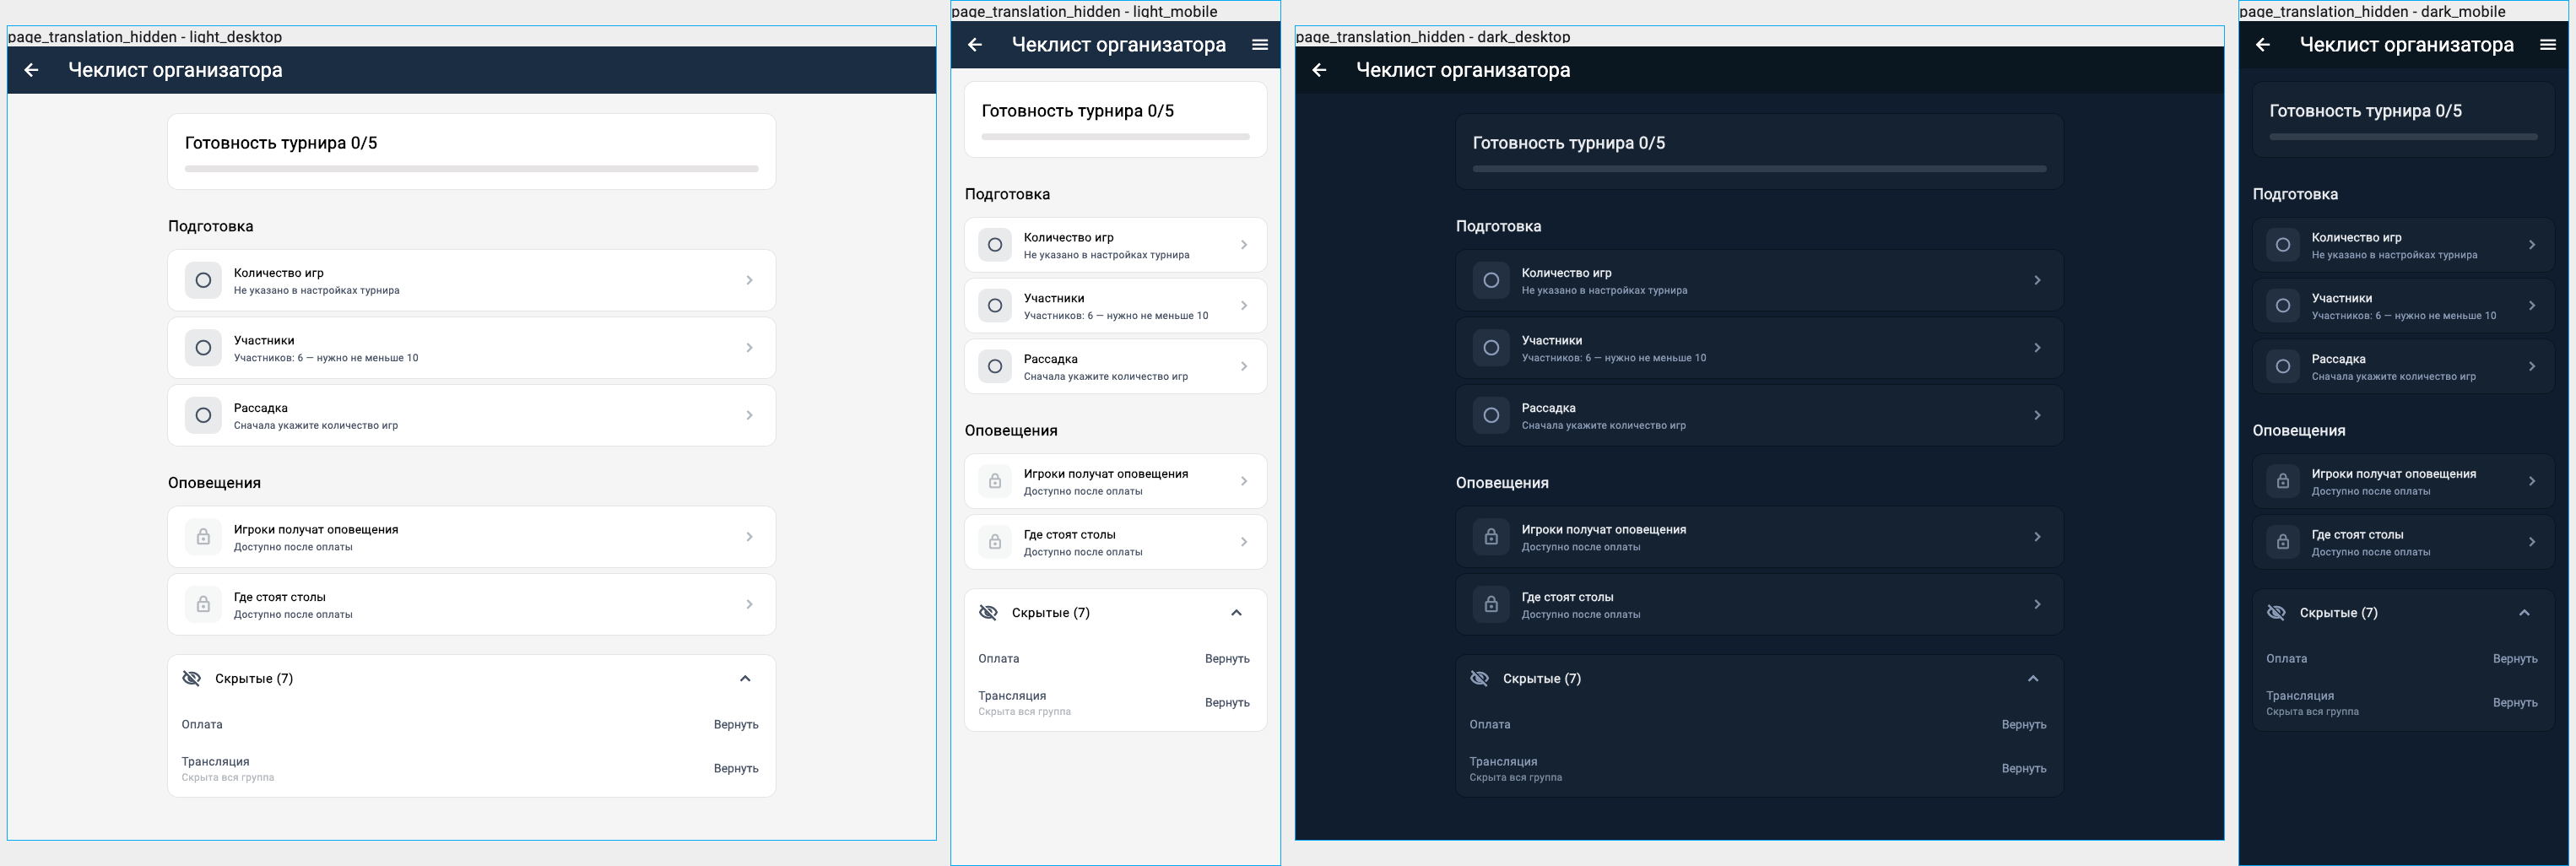 page_translation_hidden - light_desktop
Чеклист организатора
Готовность турнира 0/5
Подготовка
Количество игр
Не указано в настройках турнира
Участники
Участников: 6 — нужно не меньше 10
Рассадка
Сначала укажите количество игр
Оповещения
Игроки получат оповещения
Доступно после оплаты
Где стоят столы
Доступно после оплаты
Скрытые (7)
Оплата
Вернуть
Трансляция
Скрыта вся группа
Вернуть
page_translation_hidden - light_mobile
Чеклист организатора
Готовность турнира 0/5
Подготовка
Количество игр
Не указано в настройках турнира
Участники
Участников: 6 — нужно не меньше 10
Рассадка
Сначала укажите количество игр
Оповещения
Игроки получат оповещения
Доступно после оплаты
Где стоят столы
Доступно после оплаты
Скрытые (7)
Оплата
Вернуть
Трансляция
Скрыта вся группа
Вернуть
page_translation_hidden - dark_desktop
Чеклист организатора
Готовность турнира 0/5
Подготовка
Количество игр
Не указано в настройках турнира
Участники
Участников: 6 — нужно не меньше 10
Рассадка
Сначала укажите количество игр
Оповещения
Игроки получат оповещения
Доступно после оплаты
Где стоят столы
Доступно после оплаты
Скрытые (7)
Оплата
Вернуть
Трансляция
Скрыта вся группа
Вернуть
page_translation_hidden - dark_mobile
Чеклист организатора
Готовность турнира 0/5
Подготовка
Количество игр
Не указано в настройках турнира
Участники
Участников: 6 — нужно не меньше 10
Рассадка
Сначала укажите количество игр
Оповещения
Игроки получат оповещения
Доступно после оплаты
Где стоят столы
Доступно после оплаты
Скрытые (7)
Оплата
Вернуть
Трансляция
Скрыта вся группа
Вернуть